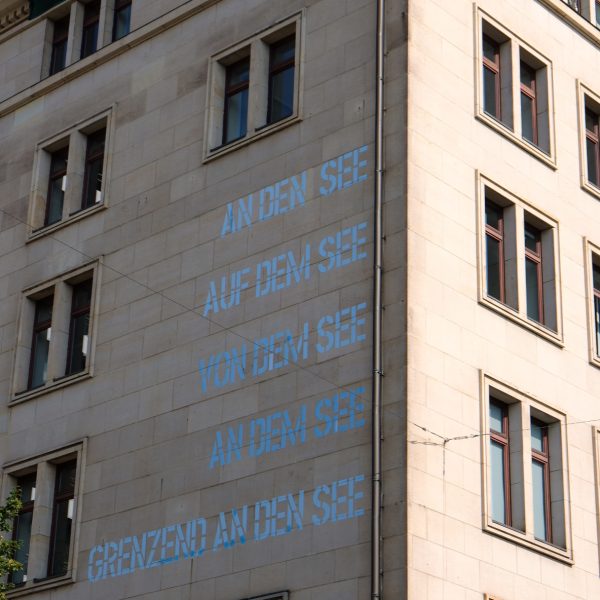 AN DEN SEE
AUF DEM SEE
VON DEM SEE
AN DEM SEE
GRENZEND AN DEN SEE